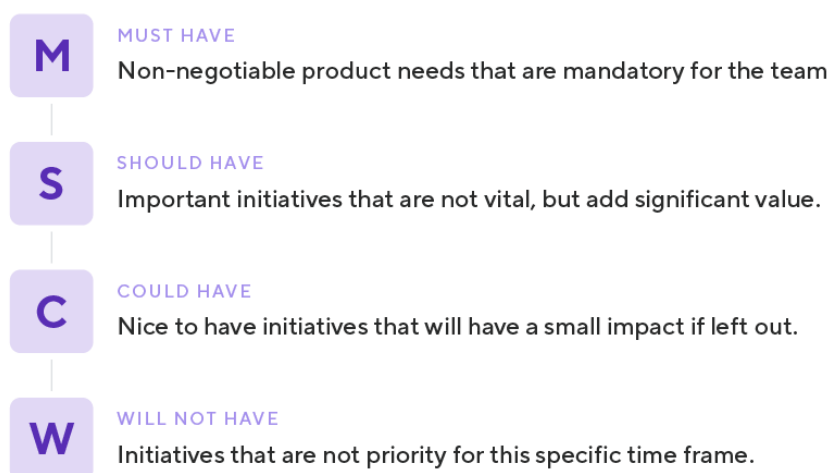 M
MUST HAVE
Non-negotiable product needs that are mandatory for the team
S
SHOULD HAVE
Important initiatives that are not vital, but add significant value.
C
COULD HAVE
Nice to have initiatives that will have a small impact if left out.
W
WILL NOT HAVE
Initiatives that are not priority for this specific time frame.